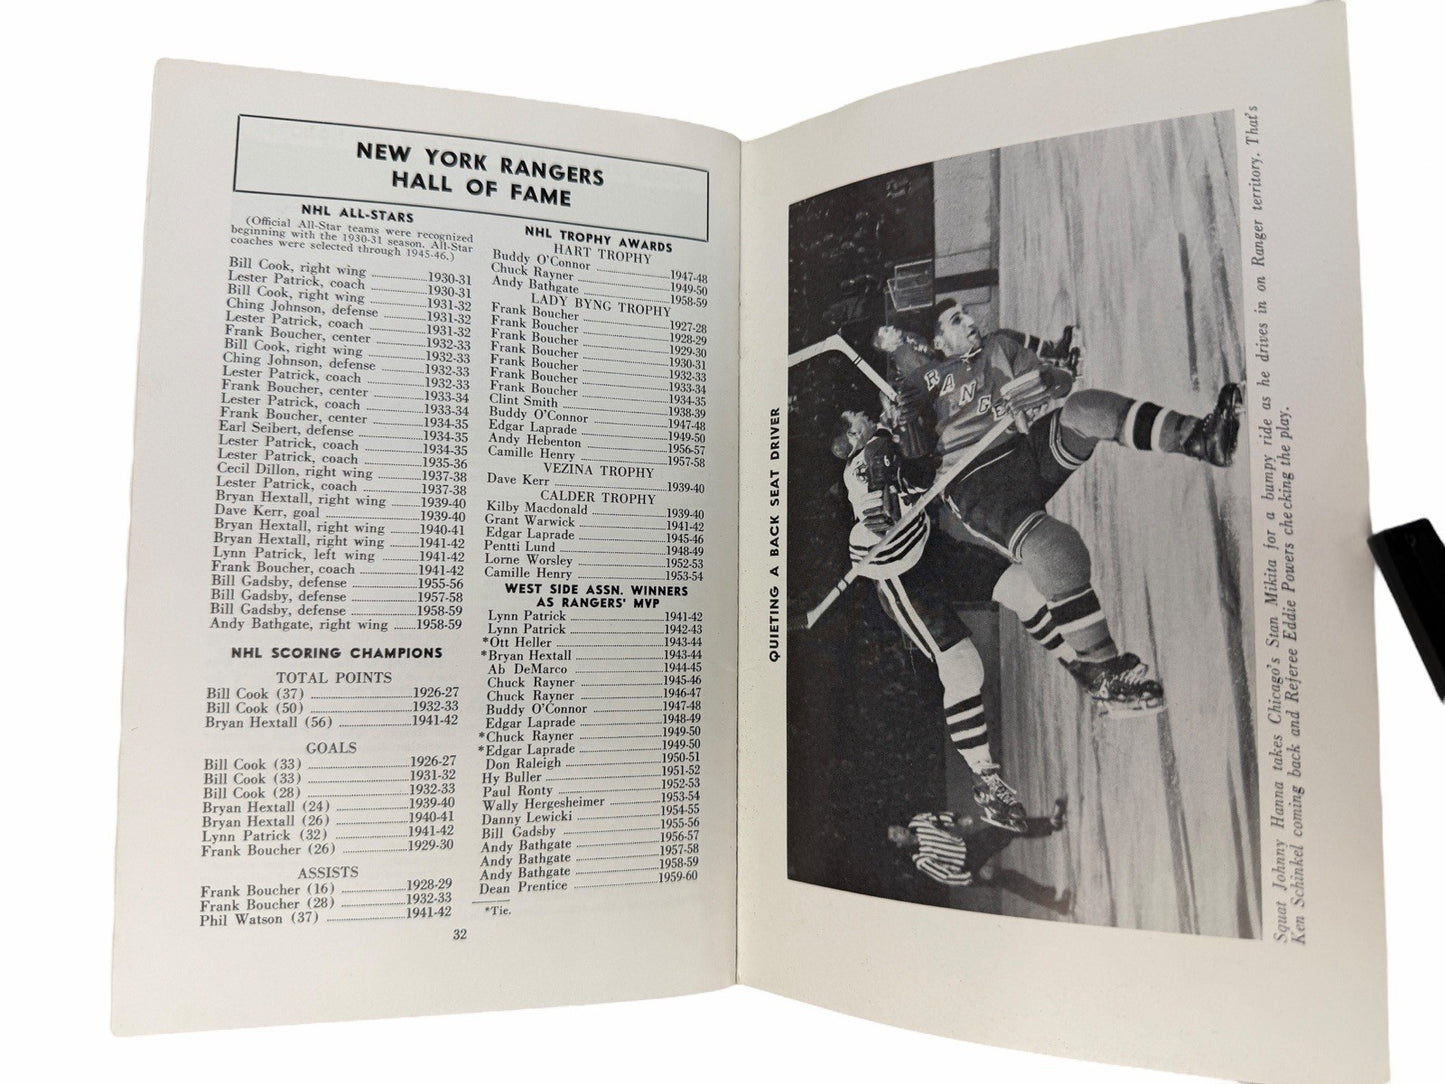 NEW YORK RANGERS
HALL OF FAME
NHL ALL-STARS
(Official All-Star teams were recognized
beginning with the 1930-31 season. All-Star
coaches were selected through 1945-46.)
Bill Cook, right wing 1930-31
Lester Patrick, coach 1930-31
Bill Cook, right wing 1931-32
Ching Johnson, defense 1931-32
Lester Patrick, coach 1931-32
Frank Boucher, center 1932-33
Bill Cook, right wing 1932-33
Ching Johnson, defense 1932-33
Lester Patrick, coach 1932-33
Frank Boucher, center 1933-34
Lester Patrick, coach 1933-34
Frank Boucher, center 1934-35
Earl Seibert, defense 1934-35
Lester Patrick, coach 1934-35
Lester Patrick, coach 1935-36
Cecil Dillon, right wing 1937-38
Lester Patrick, coach 1937-38
Bryan Hextall, right wing 1939-40
Dave Kerr, goal 1939-40
Bryan Hextall, right wing 1940-41
Bryan Hextall, right wing 1941-42
Lynn Patrick, left wing 1941-42
Frank Boucher, coach 1941-42
Bill Gadsby, defense 1955-56
Bill Gadsby, defense 1957-58
Bill Gadsby, defense 1958-59
Andy Bathgate, right wing 1958-59
NHL SCORING CHAMPIONS
TOTAL POINTS
Bill Cook (37) 1926-27
Bill Cook (50) 1932-33
Bryan Hextall (56) 1941-42
GOALS
Bill Cook (33) 1926-27
Bill Cook (33) 1931-32
Bill Cook (28) 1932-33
Bryan Hextall (24) 1939-40
Bryan Hextall (26) 1940-41
Lynn Patrick (32) 1941-42
Frank Boucher (26) 1929-30
ASSISTS
Frank Boucher (16) 1928-29
Frank Boucher (28) 1932-33
Phil Watson (37) 1941-42
NHL TROPHY AWARDS
HART TROPHY
Buddy O'Connor 1947-48
Chuck Rayner 1949-50
Andy Bathgate 1958-59
LADY BYNG TROPHY
Frank Boucher 1927-28
Frank Boucher 1928-29
Frank Boucher 1929-30
Frank Boucher 1930-31
Frank Boucher 1932-33
Frank Boucher 1933-34
Frank Boucher 1934-35
Clint Smith 1938-39
Buddy O'Connor 1947-48
Edgar Laprade 1949-50
Andy Hebenton 1956-57
Camille Henry 1957-58
VEZINA TROPHY
Dave Kerr 1939-40
CALDER TROPHY
Kilby Macdonald 1939-40
Grant Warwick 1941-42
Edgar Laprade 1945-46
Pentti Lund 1948-49
Lorne Worsley 1952-53
Camille Henry 1953-54
WEST SIDE ASSN. WINNERS
AS RANGERS' MVP
Lynn Patrick 1941-42
Lynn Patrick 1942-43
*Ott Heller 1943-44
*Bryan Hextall 1943-44
Ab DeMarco 1944-45
Chuck Rayner 1945-46
Chuck Rayner 1946-47
Buddy O'Connor 1947-48
Edgar Laprade 1948-49
*Chuck Rayner 1949-50
*Edgar Laprade 1949-50
Don Raleigh 1950-51
Hy Buller 1951-52
Paul Ronty 1952-53
Wally Hergesheimer 1953-54
Danny Lewicki 1954-55
Bill Gadsby 1955-56
Andy Bathgate 1956-57
Andy Bathgate 1957-58
Andy Bathgate 1958-59
Dean Prentice 1959-60
*Tie.
32
QUIETING A BACK SEAT DRIVER
RANGE
Squat Johnny Hanna takes Chicago's Stan Mikita for a bumpy ride as he drives in on Ranger territory. That's
Ken Schinkel coming back and Referee Eddie Powers checking the play.